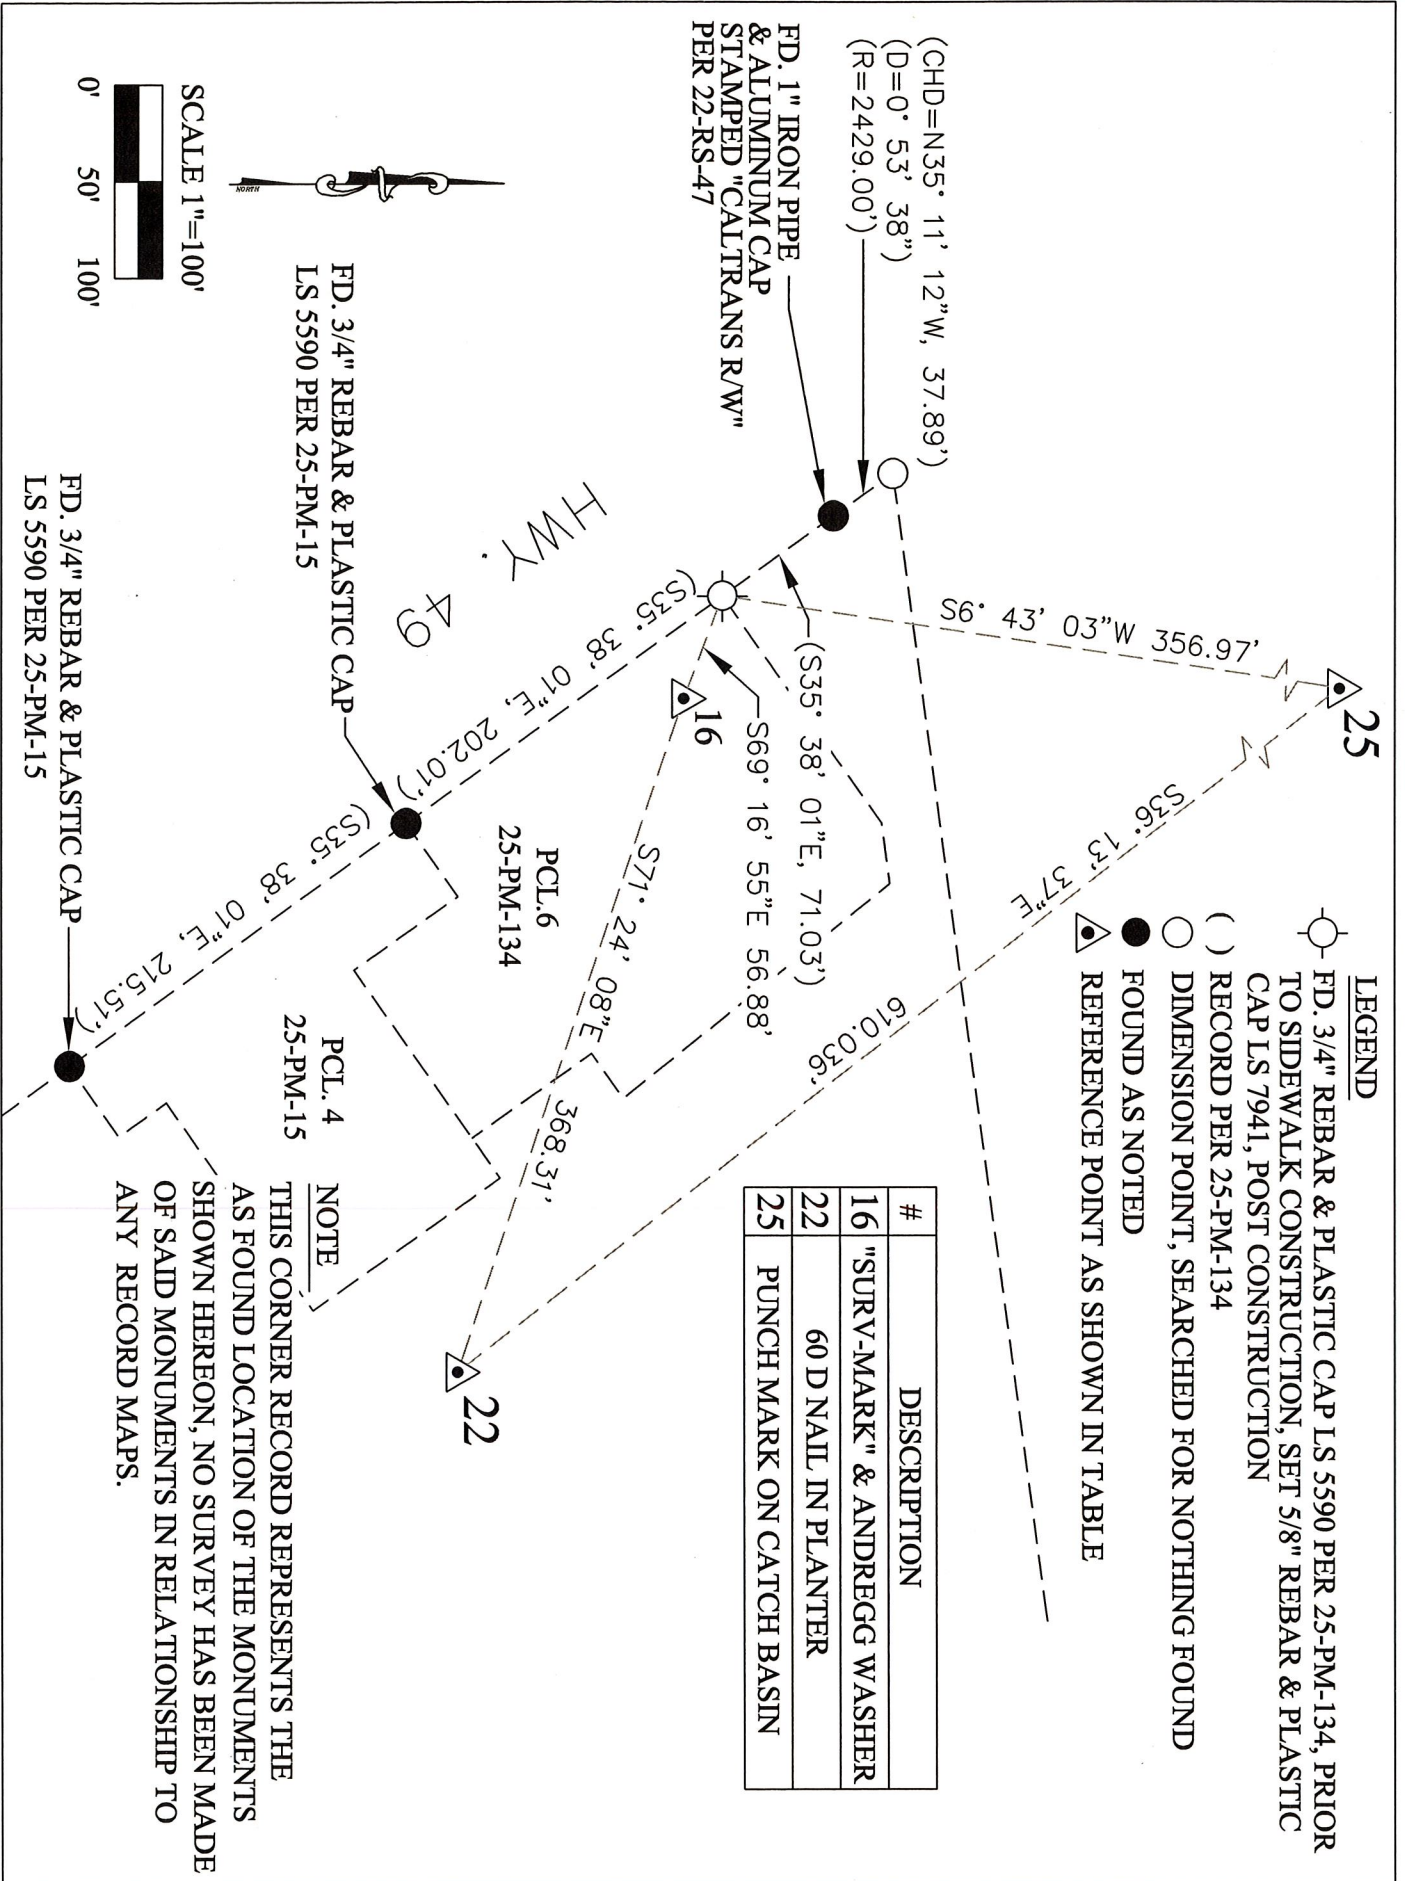 LEGEND
FD. 3/4" REBAR & PLASTIC CAP LS 5590 PER 25-PM-134, PRIOR
TO SIDEWALK CONSTRUCTION, SET 5/8" REBAR & PLASTIC
CAP LS 7941, POST CONSTRUCTION
( ) RECORD PER 25-PM-134
DIMENSION POINT, SEARCHED FOR NOTHING FOUND
FOUND AS NOTED
REFERENCE POINT AS SHOWN IN TABLE
25
S6° 43' 03"W 356.97'
S36° 13' 37"E
610.036'
(CHD=N35° 11' 12"W, 37.89')
(D=0° 53' 38")
(R=2429.00')
FD. 1" IRON PIPE
& ALUMINUM CAP
STAMPED "CALTRANS R/W"
PER 22-RS-47
(S35° 38' 01"E, 71.03')
S69° 16' 55"E 56.88'
16
S71° 24' 08"E
368.31'
22
# DESCRIPTION
16 "SURV-MARK" & ANDREGG WASHER
22 60 D NAIL IN PLANTER
25 PUNCH MARK ON CATCH BASIN
HWY. 49
(S35° 38' 01"E, 202.01')
PCL.6
25-PM-134
FD. 3/4" REBAR & PLASTIC CAP
LS 5590 PER 25-PM-15
(S35° 38' 01"E, 215.51')
PCL. 4
25-PM-15
FD. 3/4" REBAR & PLASTIC CAP
LS 5590 PER 25-PM-15
NOTE
THIS CORNER RECORD REPRESENTS THE
AS FOUND LOCATION OF THE MONUMENTS
SHOWN HEREON, NO SURVEY HAS BEEN MADE
OF SAID MONUMENTS IN RELATIONSHIP TO
ANY RECORD MAPS.
NORTH
SCALE 1"=100'
0' 50' 100'